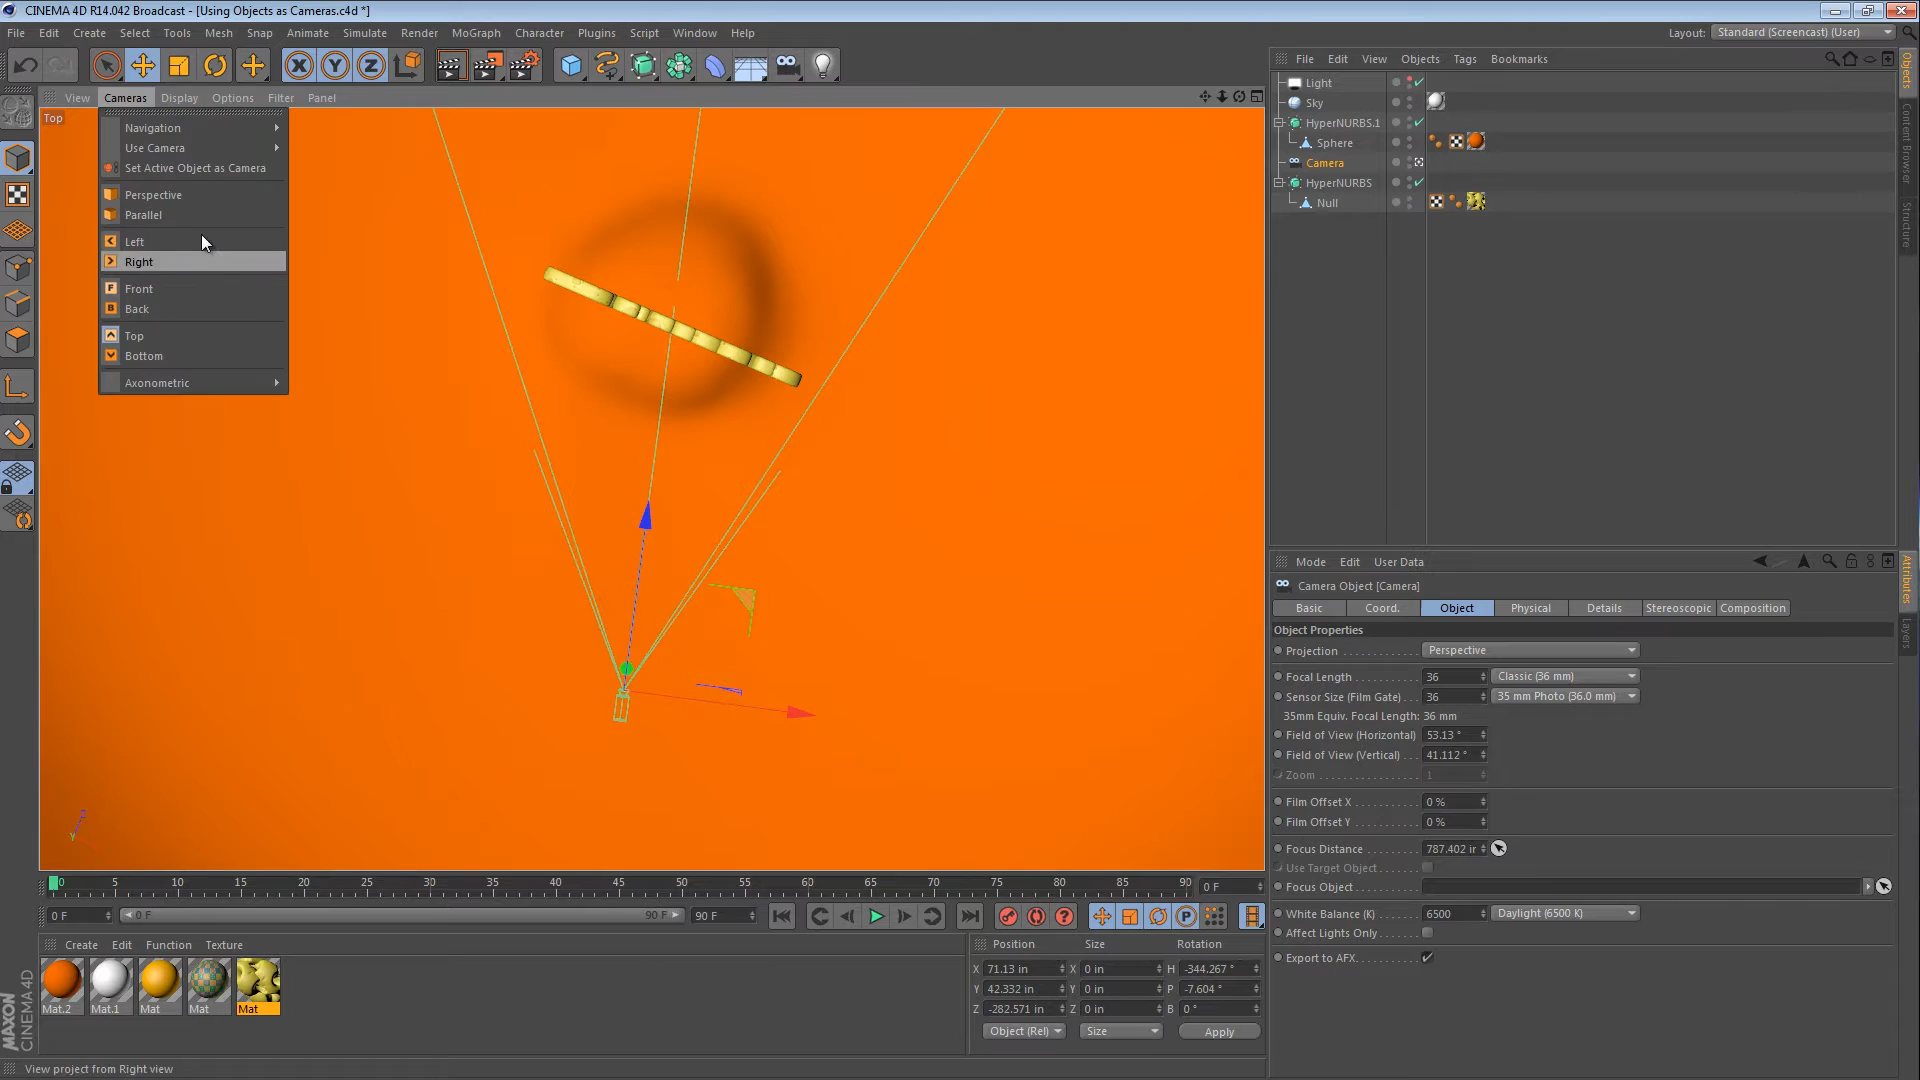 CINEMA 4D R14.042 Broadcast - [Using Objects as Cameras.c4d *]
File Edit Create Select Tools Mesh Snap Animate Simulate Render MoGraph Character Plugins Script Window Help
Layout: Standard (Screencast) (User)
View Cameras Display Options Filter Panel
Top
Navigation
Use Camera
Set Active Object as Camera
Perspective
Parallel
Left
Right
Front
Back
Top
Bottom
Axonometric
File Edit View Objects Tags Bookmarks
Light
Sky
HyperNURBS.1
Sphere
Camera
HyperNURBS
Null
Objects
Content Browser
Structure
Mode Edit User Data
Camera Object [Camera]
Basic Coord. Object Physical Details Stereoscopic Composition
Object Properties
Projection Perspective
Focal Length 36 Classic (36 mm)
Sensor Size (Film Gate) 36 35 mm Photo (36.0 mm)
35mm Equiv. Focal Length: 36 mm
Field of View (Horizontal) 53.13 °
Field of View (Vertical) 41.112 °
Zoom 1
Film Offset X 0 %
Film Offset Y 0 %
Focus Distance 787.402 ir
Use Target Object
Focus Object
White Balance (K) 6500 Daylight (6500 K)
Affect Lights Only
Export to AFX
Attributes
Layers
Z
Y
0 5 10 15 20 25 30 35 40 45 50 55 60 65 70 75 80 85 90 0 F
0 F 0 F 90 F 90 F
Create Edit Function Texture
Mat.2 Mat.1 Mat Mat Mat
Position Size Rotation
X 71.13 in X 0 in H -344.267 °
Y 42.332 in Y 0 in P -7.604 °
Z -282.571 in Z 0 in B 0 °
Object (Rel) Size Apply
MAXON
CINEMA 4D
View project from Right view